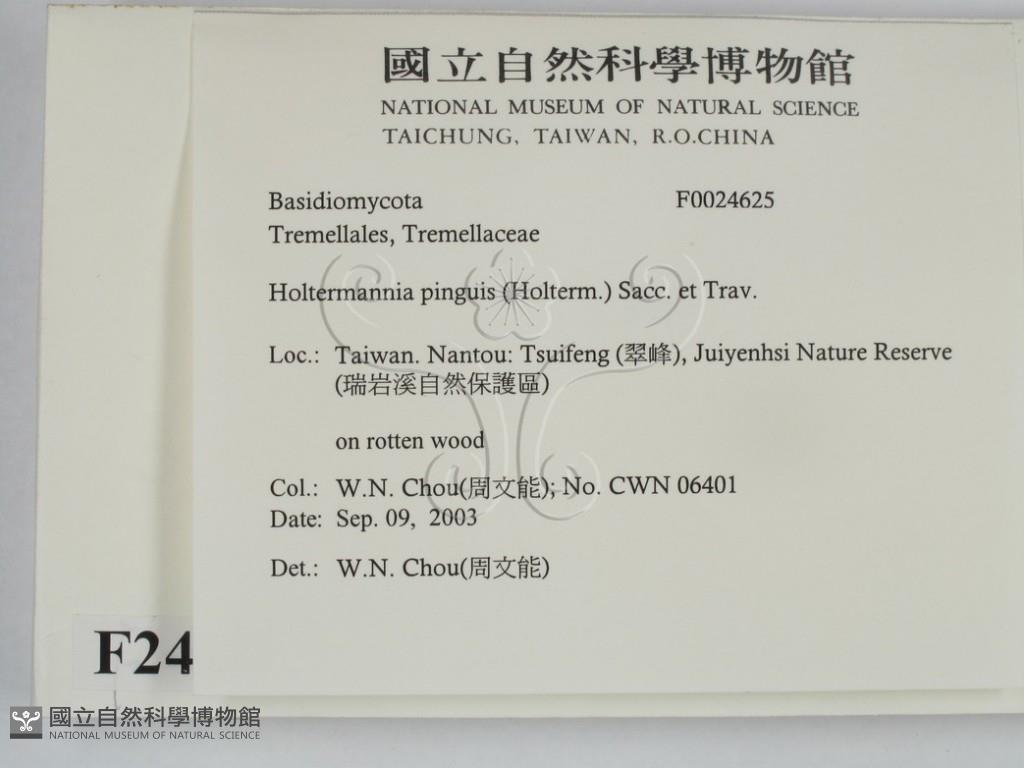 國立自然科學博物館
NATIONAL MUSEUM OF NATURAL SCIENCE
TAICHUNG, TAIWAN, R.O.CHINA
Basidiomycota F0024625
Tremellales, Tremellaceae
Holtermannia pinguis (Holterm.) Sacc. et Trav.
Loc.: Taiwan. Nantou: Tsuifeng (翠峰), Juiyenhsi Nature Reserve
(瑞岩溪自然保護區)
on rotten wood
Col.: W.N. Chou(周文能); No. CWN 06401
Date: Sep. 09, 2003
Det.: W.N. Chou(周文能)
F24
國立自然科學博物館
NATIONAL MUSEUM OF NATURAL SCIENCE